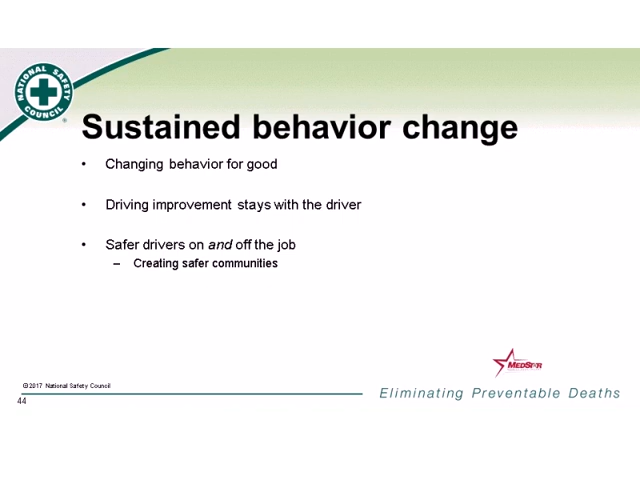 NATIONAL SAFETY COUNCIL
®
Sustained behavior change
• Changing behavior for good
• Driving improvement stays with the driver
• Safer drivers on and off the job
– Creating safer communities
MEDSTAR
©2017 National Safety Council
Eliminating Preventable Deaths
44